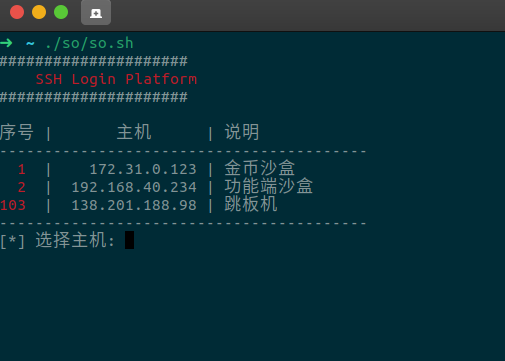 ➜ ~ ./so/so.sh
#####################
SSH Login Platform
#####################
序号 | 主机 | 说明
-----------------------------------------
1 | 172.31.0.123 | 金币沙盒
2 | 192.168.40.234 | 功能端沙盒
103 | 138.201.188.98 | 跳板机
-----------------------------------------
[*] 选择主机: